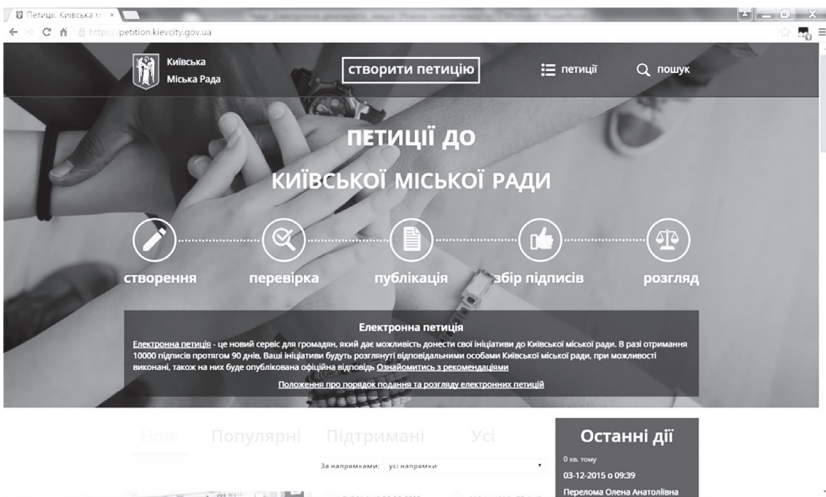 Петиції. Київська м
https://petition.kievcity.gov.ua
Київська
Міська Рада
створити петицію
петиції
пошук
ПЕТИЦІЇ ДО
КИЇВСЬКОЇ МІСЬКОЇ РАДИ
створення
перевірка
публікація
збір підписів
розгляд
Електронна петиція
Електронна петиція - це новий сервіс для громадян, який дає можливість донести свої ініціативи до Київської міської ради. В разі отримання
10000 підписів протягом 90 днів, Ваші ініціативи будуть розглянуті відповідальними особами Київської міської ради, при можливості
виконані, також на них буде опублікована офіційна відповідь Ознайомитись з рекомендаціями
Положення про порядок подання та розгляду електронних петицій
Нові Популярні Підтримані Усі
За напрямками: усі напрямки
Останні дії
0 хв. тому
03-12-2015 о 09:39
Перелома Олена Анатоліївна